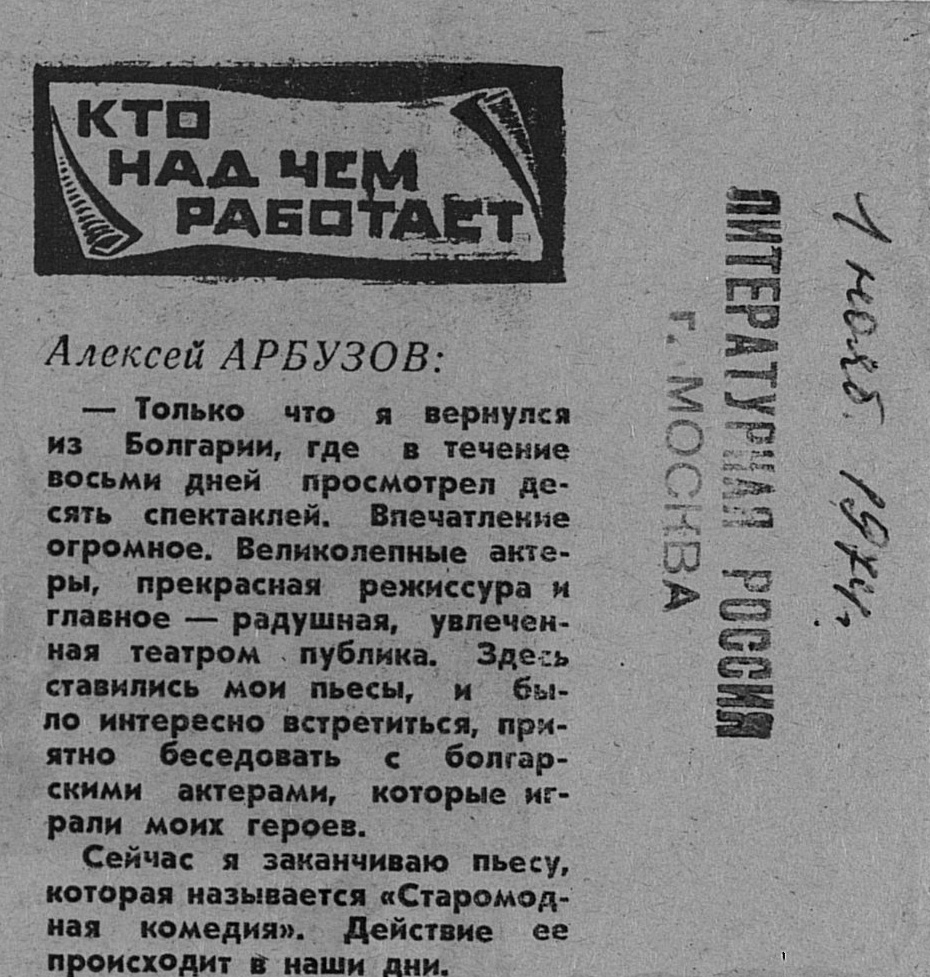 КТО
НАД ЧЕМ
РАБОТАЕТ
Алексей АРБУЗОВ:
— Только что я вернулся
из Болгарии, где в течение
восьми дней просмотрел де-
сять спектаклей. Впечатление
огромное. Великолепные акте-
ры, прекрасная режиссура и
главное — радушная, увлечен-
ная театром публика. Здесь
ставились мои пьесы, и бы-
ло интересно встретиться, при-
ятно беседовать с болгар-
скими актерами, которые иг-
рали моих героев.
Сейчас я заканчиваю пьесу,
которая называется «Старомод-
ная комедия». Действие ее
происходит в наши дни.
ЛИТЕРАТУРНАЯ РОССИЯ
г. МОСКВА
1974